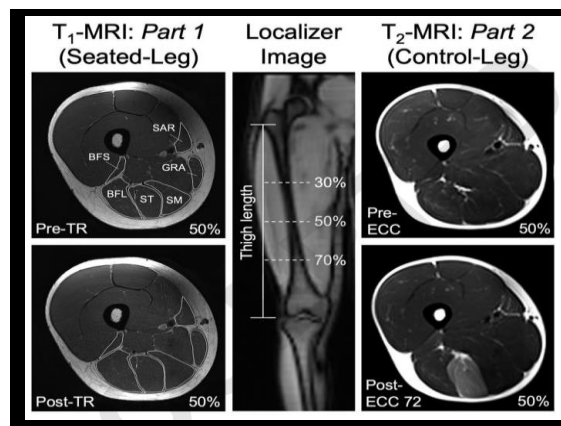 T₁-MRI: Part 1
(Seated-Leg)
Localizer
Image
T₂-MRI: Part 2
(Control-Leg)
SAR
BFS
GRA
BFL
ST
SM
Pre-TR
50%
Post-TR
50%
Thigh length
30%
50%
70%
Pre-
ECC
50%
Post-
ECC 72
50%